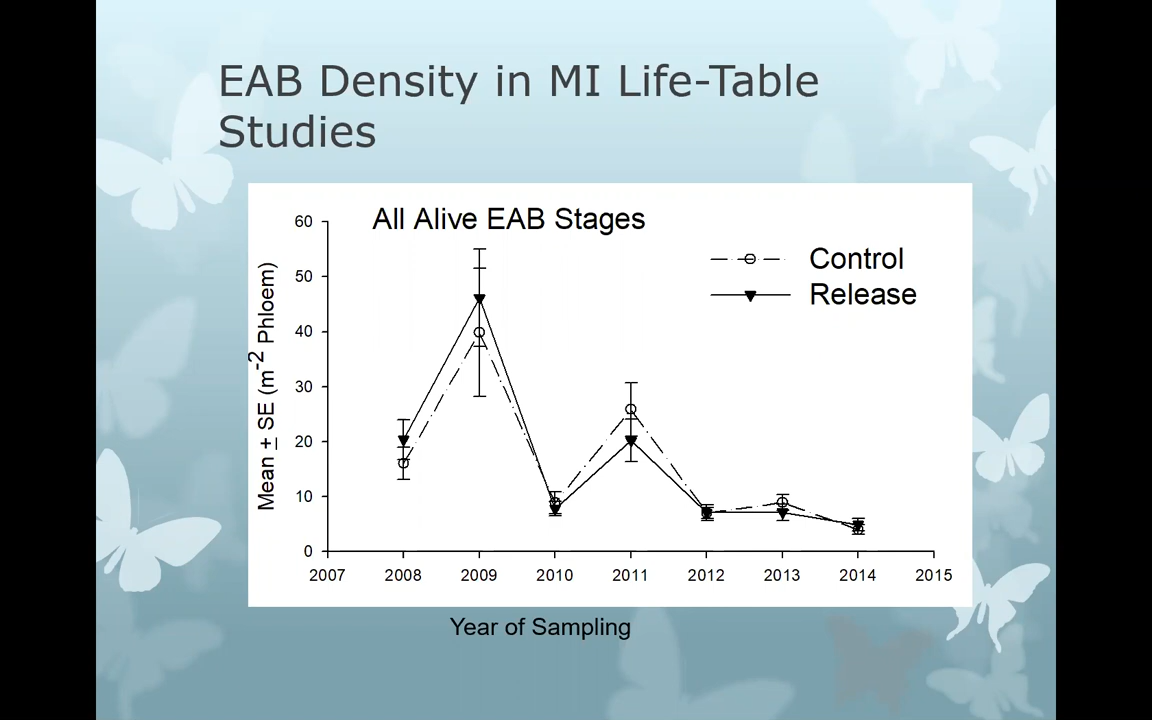 EAB Density in MI Life-Table
Studies
All Alive EAB Stages
Control
Release
60
50
40
30
20
10
0
Mean ± SE (m⁻² Phloem)
2007 2008 2009 2010 2011 2012 2013 2014 2015
Year of Sampling